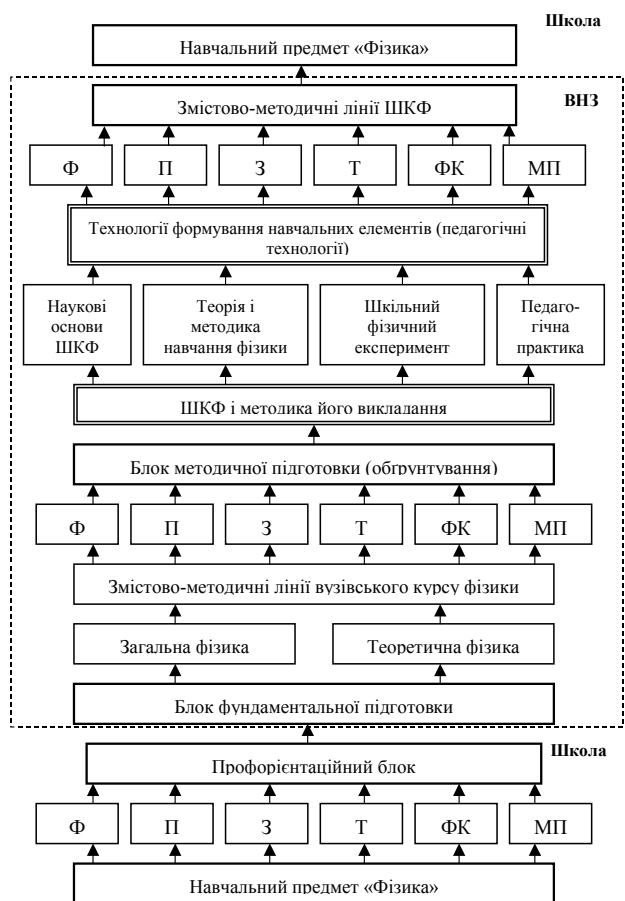 Школа
Навчальний предмет «Фізика»
ВНЗ
Змістово-методичні лінії ШКФ
Ф П З Т ФК МП
Технології формування навчальних елементів (педагогічні
технології)
Наукові
основи
ШКФ
Теорія і
методика
навчання фізики
Шкільний
фізичний
експеримент
Педаго-
гічна
практика
ШКФ і методика його викладання
Блок методичної підготовки (обґрунтування)
Ф П З Т ФК МП
Змістово-методичні лінії вузівського курсу фізики
Загальна фізика
Теоретична фізика
Блок фундаментальної підготовки
Школа
Профорієнтаційний блок
Ф П З Т ФК МП
Навчальний предмет «Фізика»